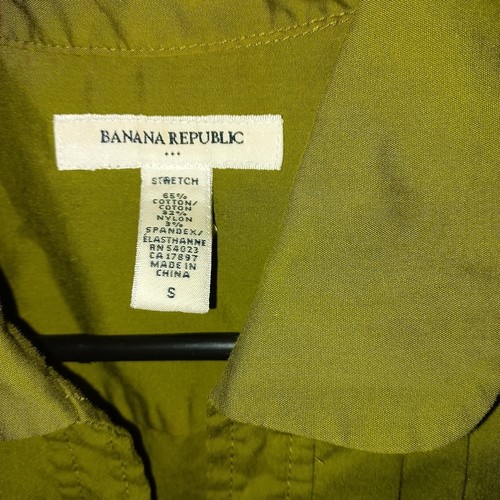 BANANA REPUBLIC
•••
STRETCH
65%
COTTON/
COTON
32%
NYLON
3%
SPANDEX/
ÉLASTHANNE
RN 54023
CA 17897
MADE IN
CHINA
S